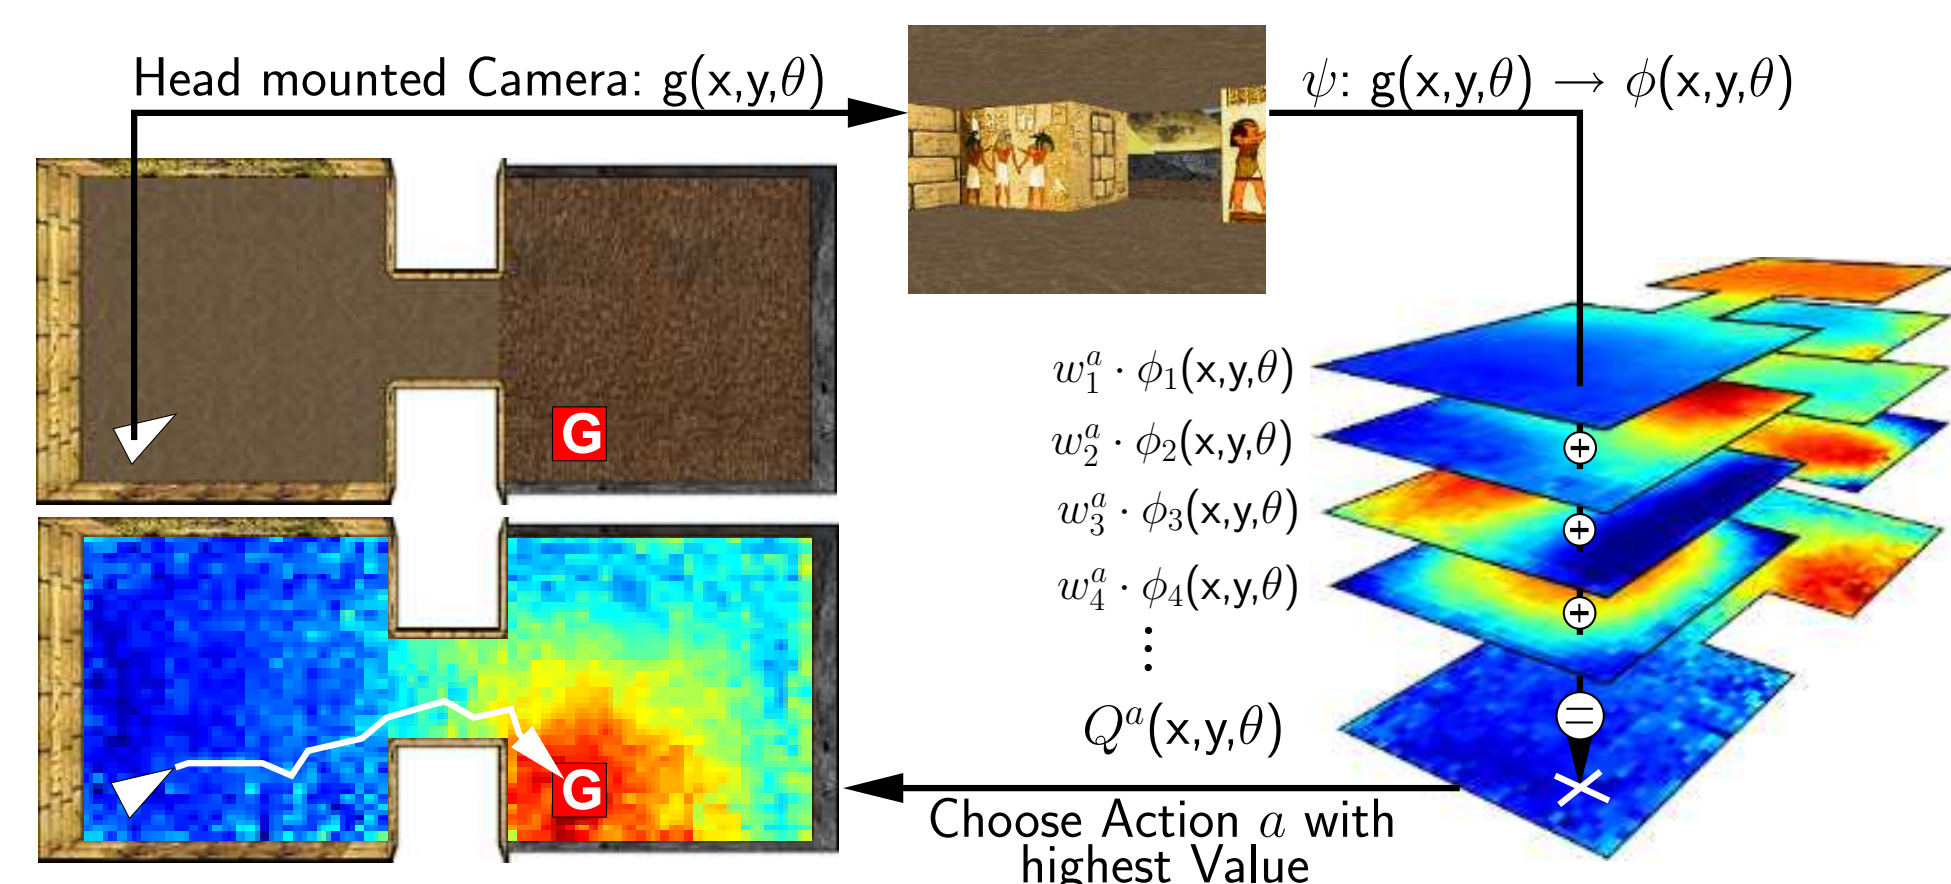 Head mounted Camera: g(x,y,θ)
ψ: g(x,y,θ) → ϕ(x,y,θ)
G
w₁ᵃ · ϕ₁(x,y,θ)
w₂ᵃ · ϕ₂(x,y,θ)
w₃ᵃ · ϕ₃(x,y,θ)
w₄ᵃ · ϕ₄(x,y,θ)
⋮
Qᵃ(x,y,θ)
+
+
+
=
G
Choose Action a with
highest Value